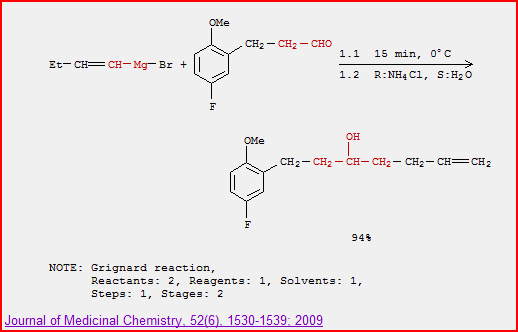 OMe
CH2—CH2—CHO
Et—CH=CH—Mg—Br +
F
1.1 15 min, 0°C
1.2 R:NH4Cl, S:H2O
OMe
OH
CH2—CH2—CH—CH2—CH2—CH=CH2
F
94%
NOTE: Grignard reaction,
Reactants: 2, Reagents: 1, Solvents: 1,
Steps: 1, Stages: 2
Journal of Medicinal Chemistry, 52(6), 1530-1539; 2009